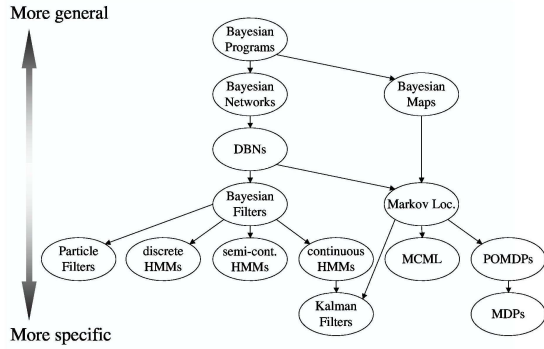 More general
Bayesian
Programs
Bayesian
Networks
Bayesian
Maps
DBNs
Bayesian
Filters
Markov Loc.
Particle
Filters
discrete
HMMs
semi-cont.
HMMs
continuous
HMMs
MCML
POMDPs
Kalman
Filters
MDPs
More specific